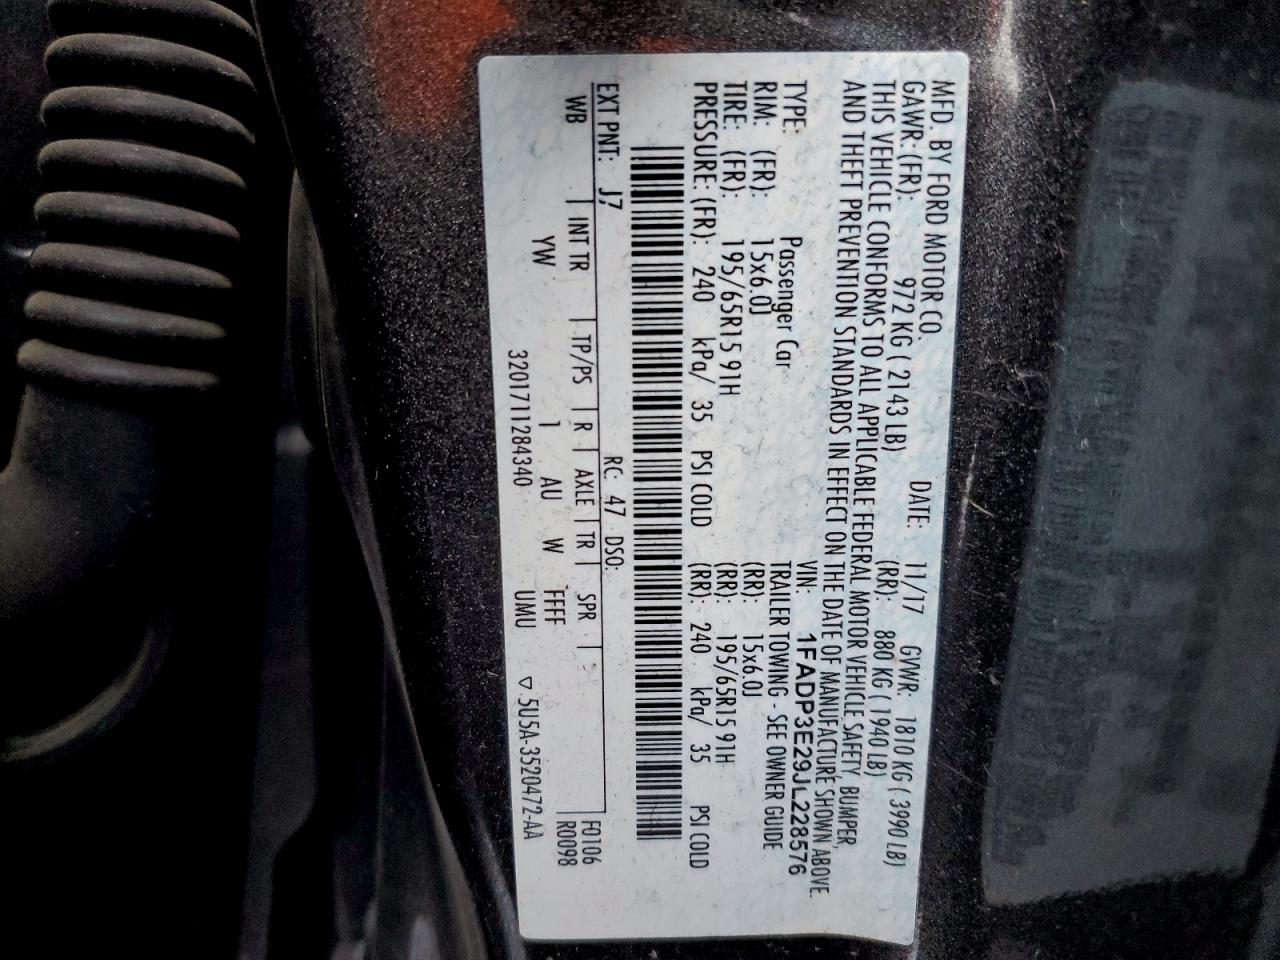 MFD. BY FORD MOTOR CO.
DATE: 11/17 GVWR: 1810 KG ( 3990 LB)
GAWR: (FR): 972 KG ( 2143 LB) (RR): 880 KG ( 1940 LB)
THIS VEHICLE CONFORMS TO ALL APPLICABLE FEDERAL MOTOR VEHICLE SAFETY, BUMPER,
AND THEFT PREVENTION STANDARDS IN EFFECT ON THE DATE OF MANUFACTURE SHOWN ABOVE.
VIN: 1FADP3E29JL228576
TYPE: Passenger Car TRAILER TOWING - SEE OWNER GUIDE
RIM: (FR): 15x6.0J (RR): 15x6.0J
TIRE: (FR): 195/65R15 91H (RR): 195/65R15 91H
PRESSURE: (FR): 240 kPa/ 35 PSI COLD (RR): 240 kPa/ 35 PSI COLD
EXT PNT: J7 RC: 47 DSO: F0106
WB INT TR TP/PS R AXLE TR SPR R0098
YW 1 AU W FFF
3201711284340 UMU ▽ 5U5A-3520472-AA